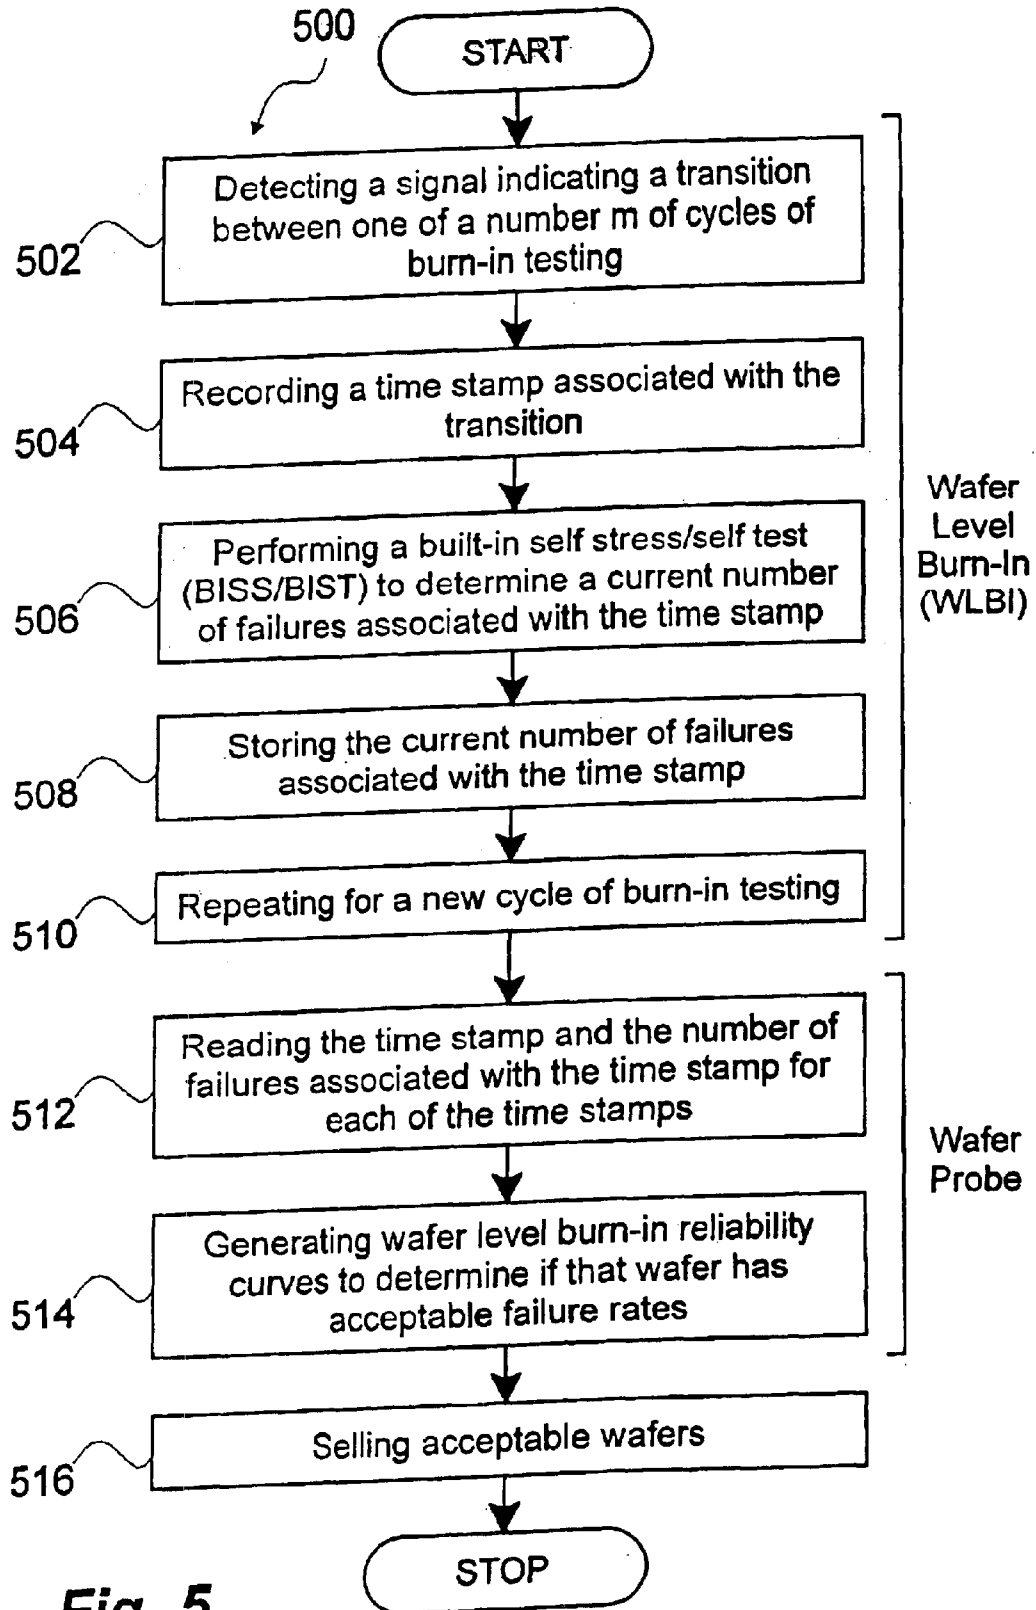 500
START
Detecting a signal indicating a transition
between one of a number m of cycles of
burn-in testing
502
Recording a time stamp associated with the
transition
504
Performing a built-in self stress/self test
(BISS/BIST) to determine a current number
of failures associated with the time stamp
506
Wafer
Level
Burn-In
(WLBI)
Storing the current number of failures
associated with the time stamp
508
Repeating for a new cycle of burn-in testing
510
Reading the time stamp and the number of
failures associated with the time stamp for
each of the time stamps
512
Wafer
Probe
Generating wafer level burn-in reliability
curves to determine if that wafer has
acceptable failure rates
514
Selling acceptable wafers
516
STOP
Fig. 5